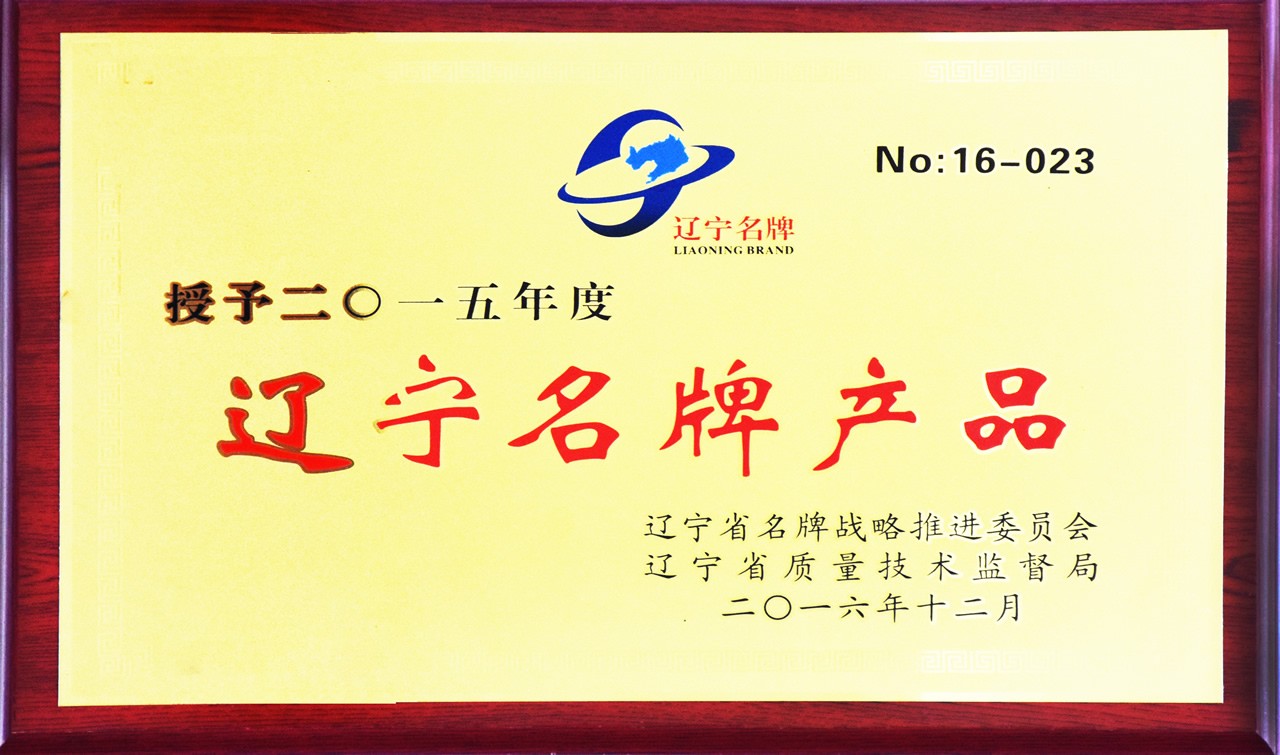 No:16-023
辽宁名牌
LIAONING BRAND
授予二〇一五年度
辽宁名牌产品
辽宁省名牌战略推进委员会
辽宁省质量技术监督局
二〇一六年十二月